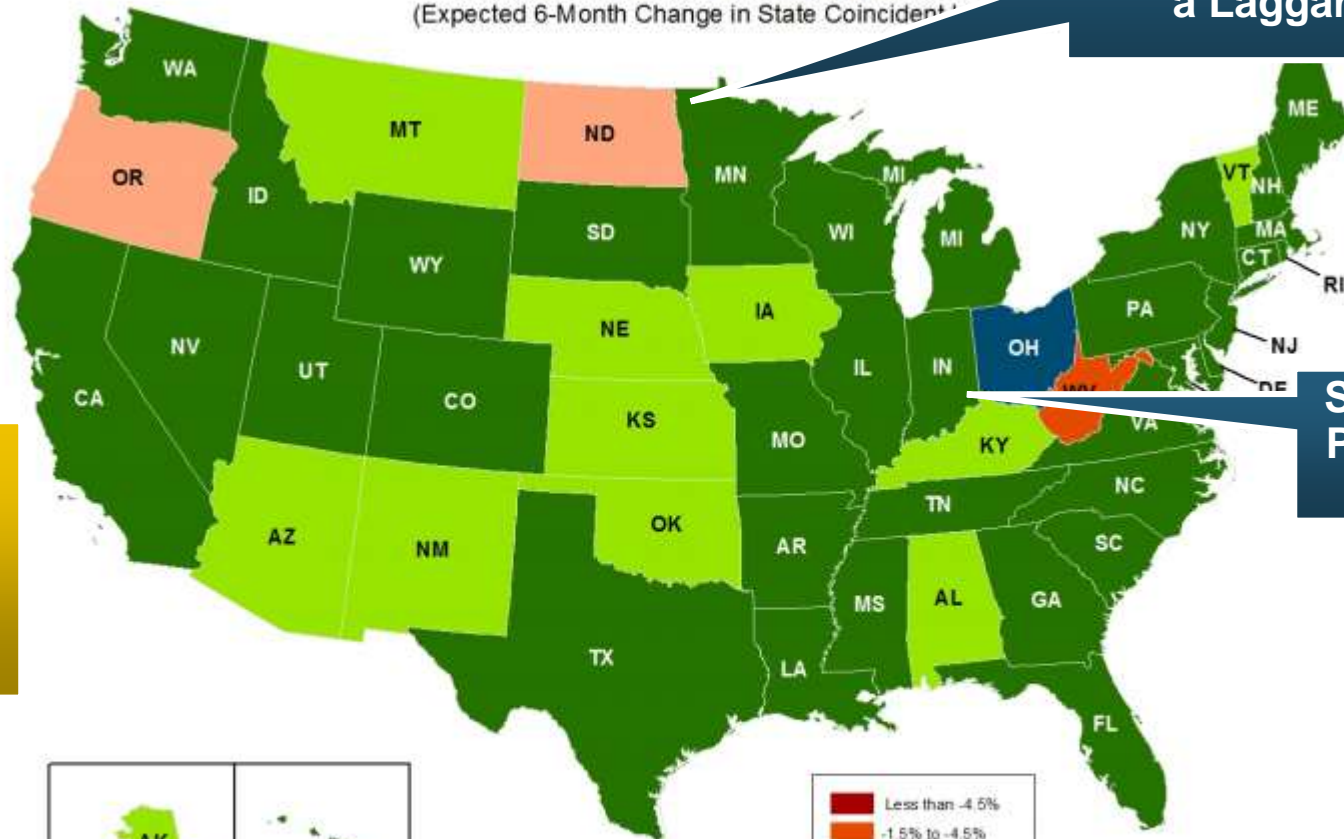 (Expected 6-Month Change in State Coincident
a Laggar
WA
MT
ND
MN
OR
ID
SD
WI
MI
MI
ME
VT
NH
NY
MA
CT
RI
WY
NE
IA
PA
NJ
NV
UT
CO
IL
IN
OH
WV
DE
CA
KS
MO
KY
VA
S
P
AZ
NM
OK
AR
TN
NC
SC
MS
AL
GA
TX
LA
FL
AK
Less than -4.5%
-1.5% to -4.5%